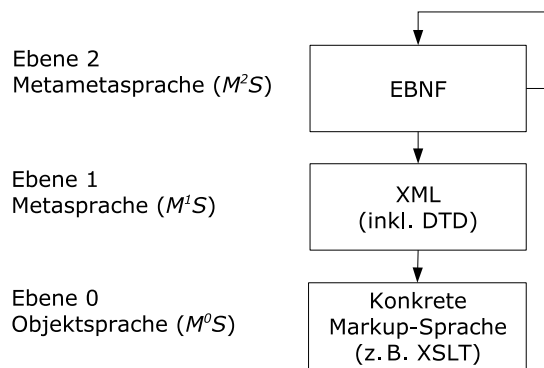 Ebene 2
Metametasprache (M²S)
EBNF
Ebene 1
Metasprache (M¹S)
XML
(inkl. DTD)
Ebene 0
Objektsprache (M⁰S)
Konkrete
Markup-Sprache
(z. B. XSLT)